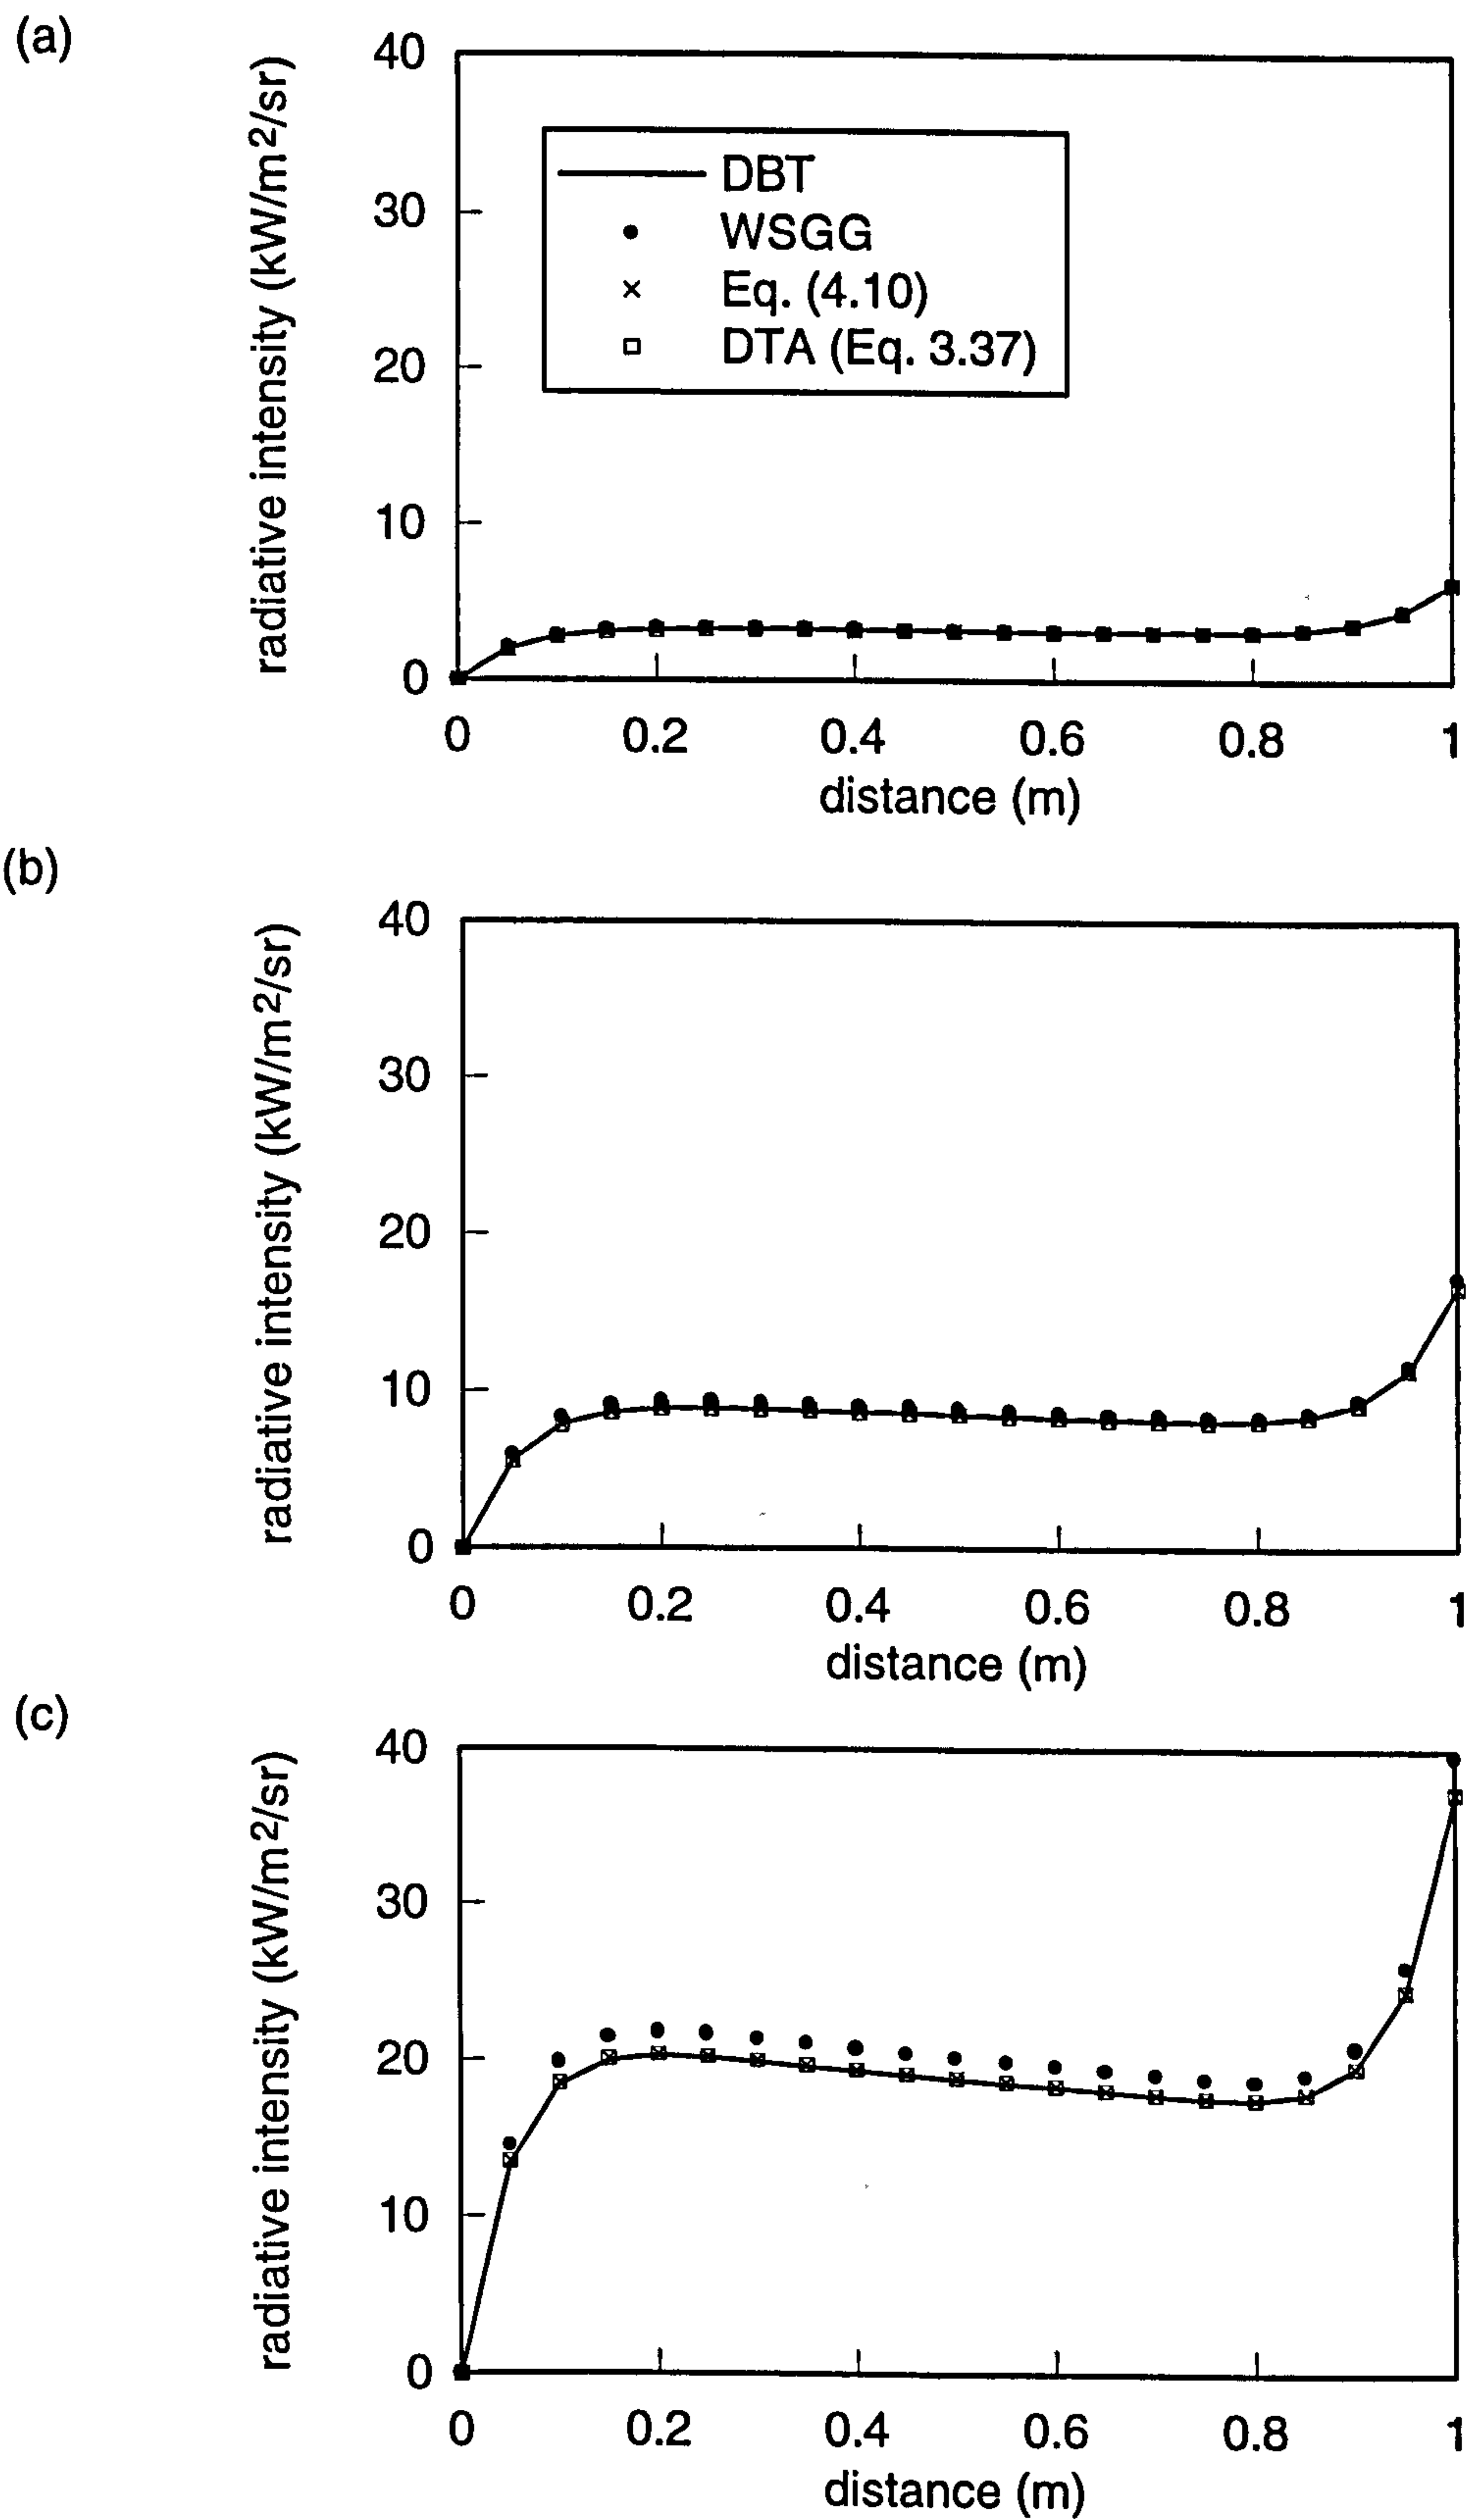 (a)
radiative intensity (kW/m2/sr)
40
30
20
10
0
DBT
WSGG
Eq. (4.10)
DTA (Eq. 3.37)
0 0.2 0.4 0.6 0.8 1
distance (m)
(b)
radiative intensity (kW/m2/sr)
40
30
20
10
0
0 0.2 0.4 0.6 0.8 1
distance (m)
(c)
radiative intensity (kW/m2/sr)
40
30
20
10
0
0 0.2 0.4 0.6 0.8 1
distance (m)